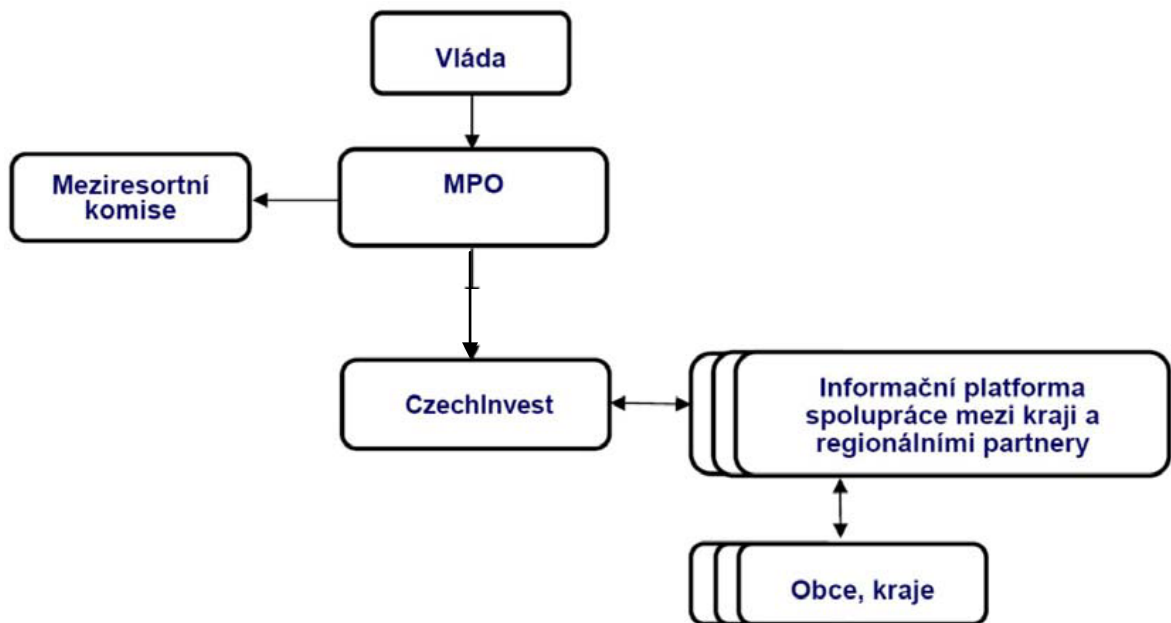 Vláda
MPO
Meziresortní
komise
CzechInvest
Informační platforma
spolupráce mezi kraji a
regionálními partnery
Obce, kraje